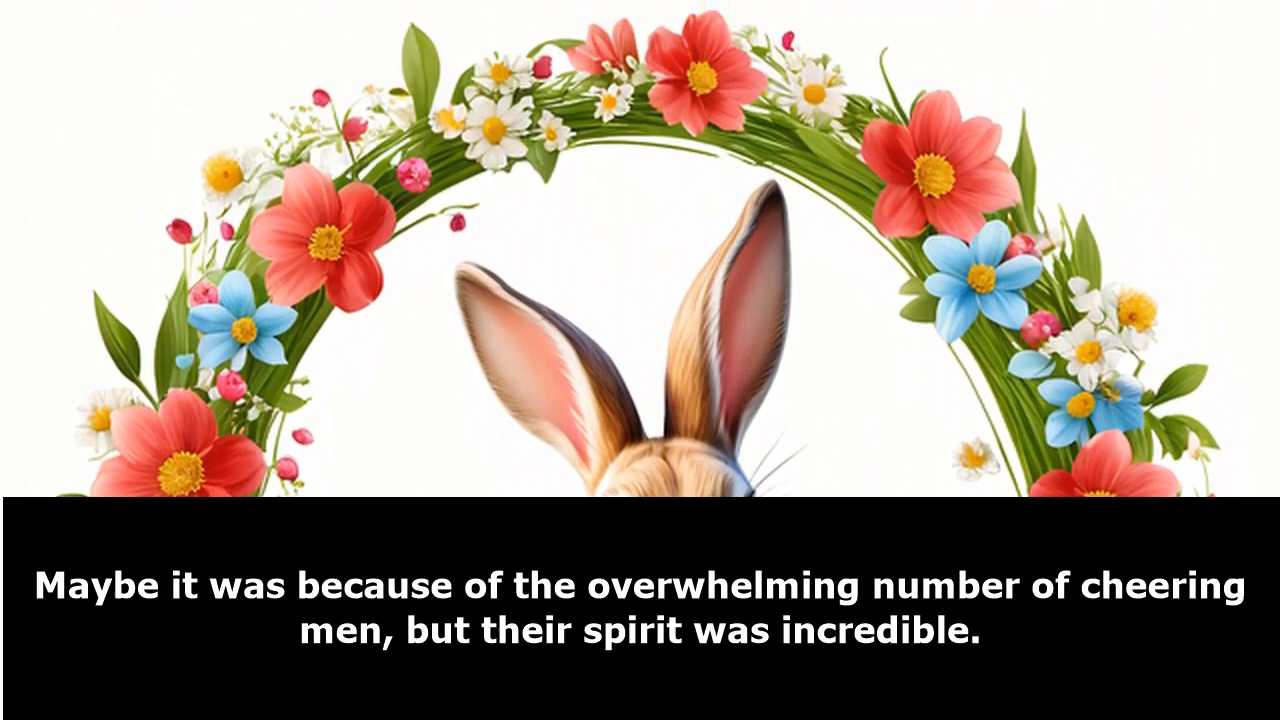 Maybe it was because of the overwhelming number of cheering
men, but their spirit was incredible.